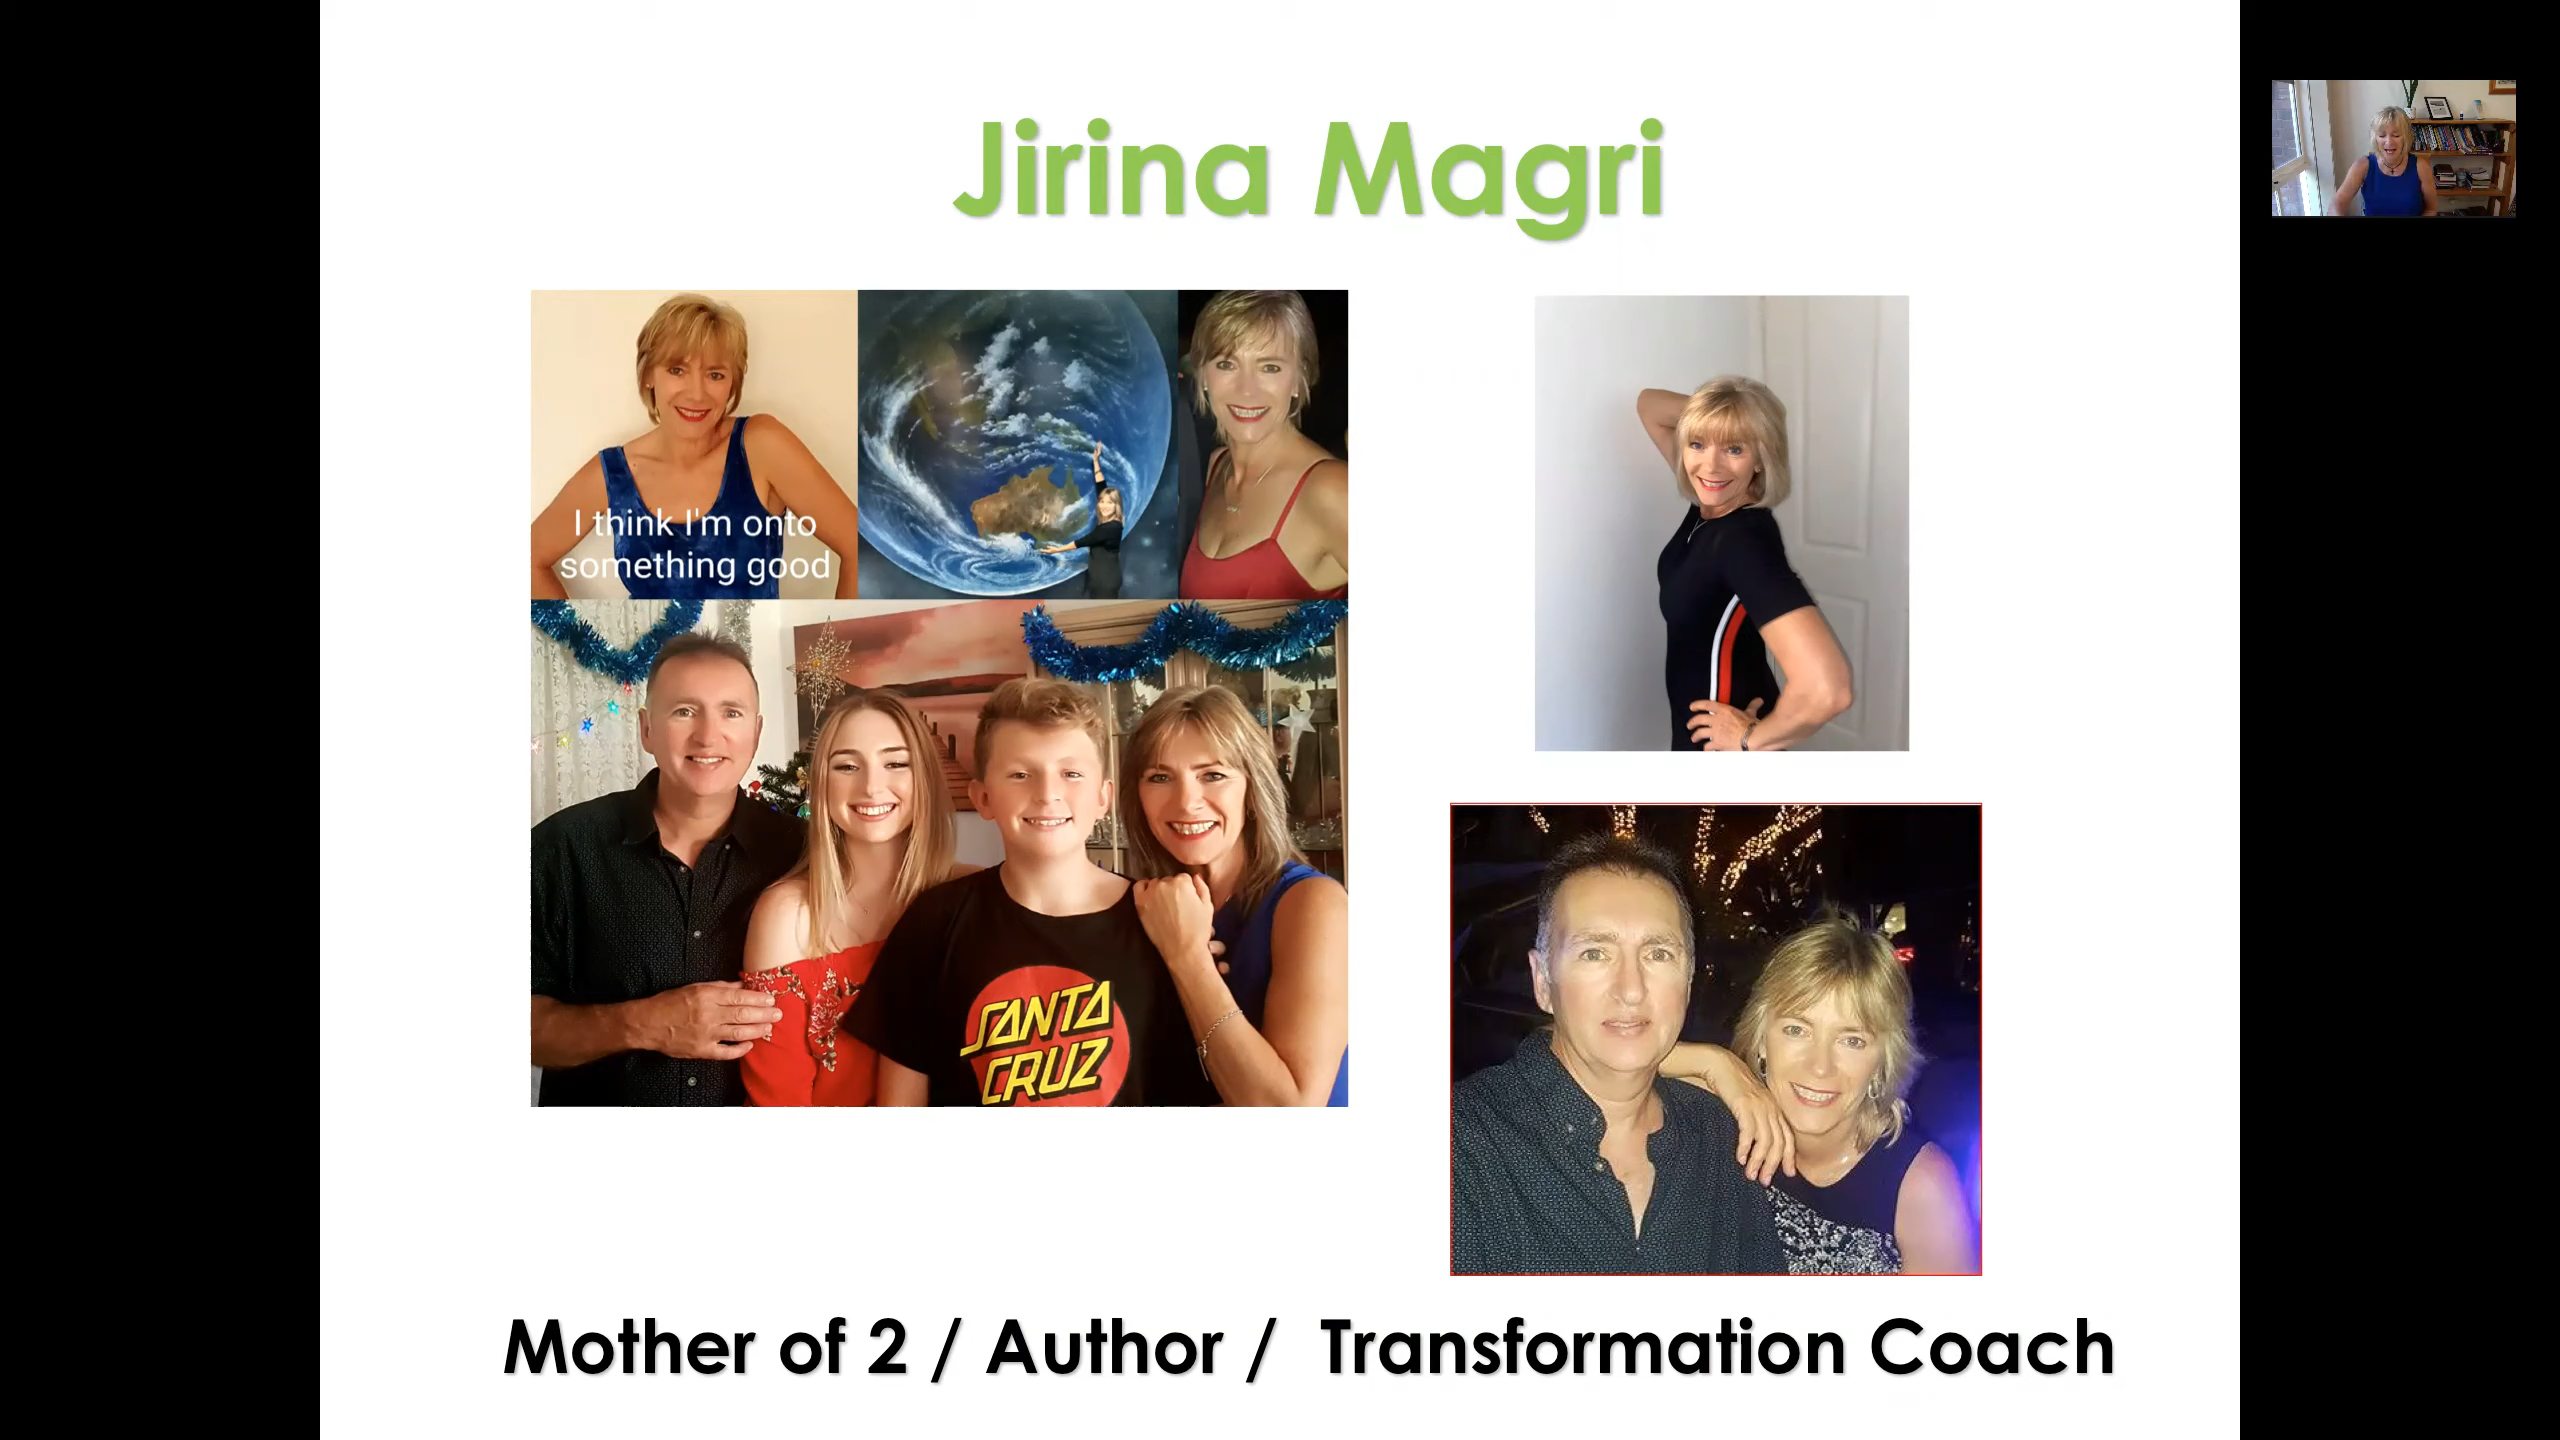 Jirina Magri
I think I'm onto
something good
SANTA
CRUZ
Mother of 2 / Author /  Transformation Coach